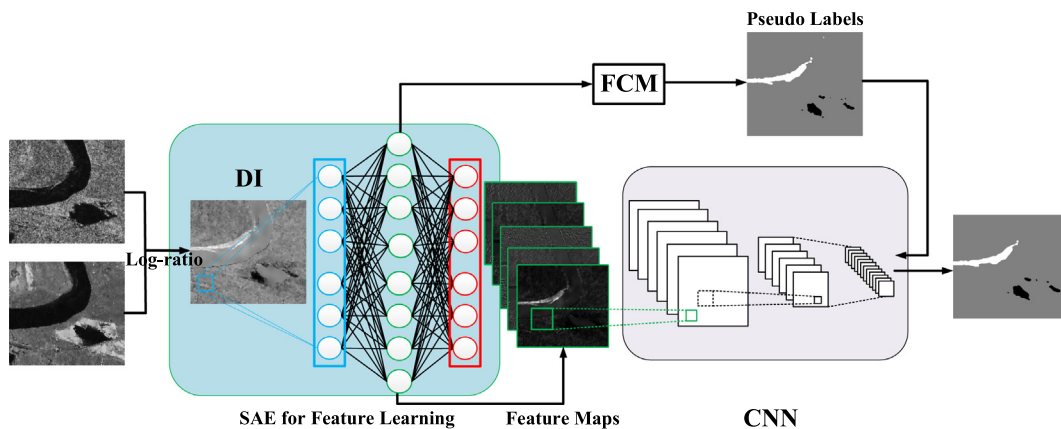 Pseudo Labels
FCM
DI
Log-ratio
SAE for Feature Learning
Feature Maps
CNN